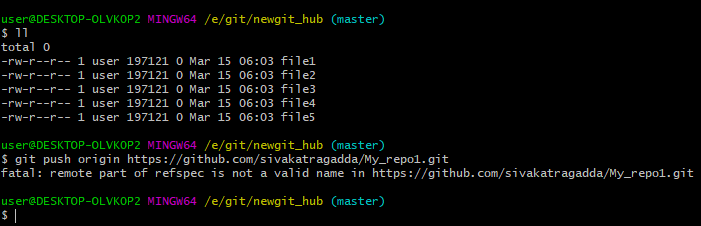 user@DESKTOP-OLVKOP2 MINGW64 /e/git/newgit_hub (master)
$ ll
total 0
-rw-r--r-- 1 user 197121 0 Mar 15 06:03 file1
-rw-r--r-- 1 user 197121 0 Mar 15 06:03 file2
-rw-r--r-- 1 user 197121 0 Mar 15 06:03 file3
-rw-r--r-- 1 user 197121 0 Mar 15 06:03 file4
-rw-r--r-- 1 user 197121 0 Mar 15 06:03 file5
user@DESKTOP-OLVKOP2 MINGW64 /e/git/newgit_hub (master)
$ git push origin https://github.com/sivakatragadda/My_repo1.git
fatal: remote part of refspec is not a valid name in https://github.com/sivakatragadda/My_repo1.git
user@DESKTOP-OLVKOP2 MINGW64 /e/git/newgit_hub (master)
$